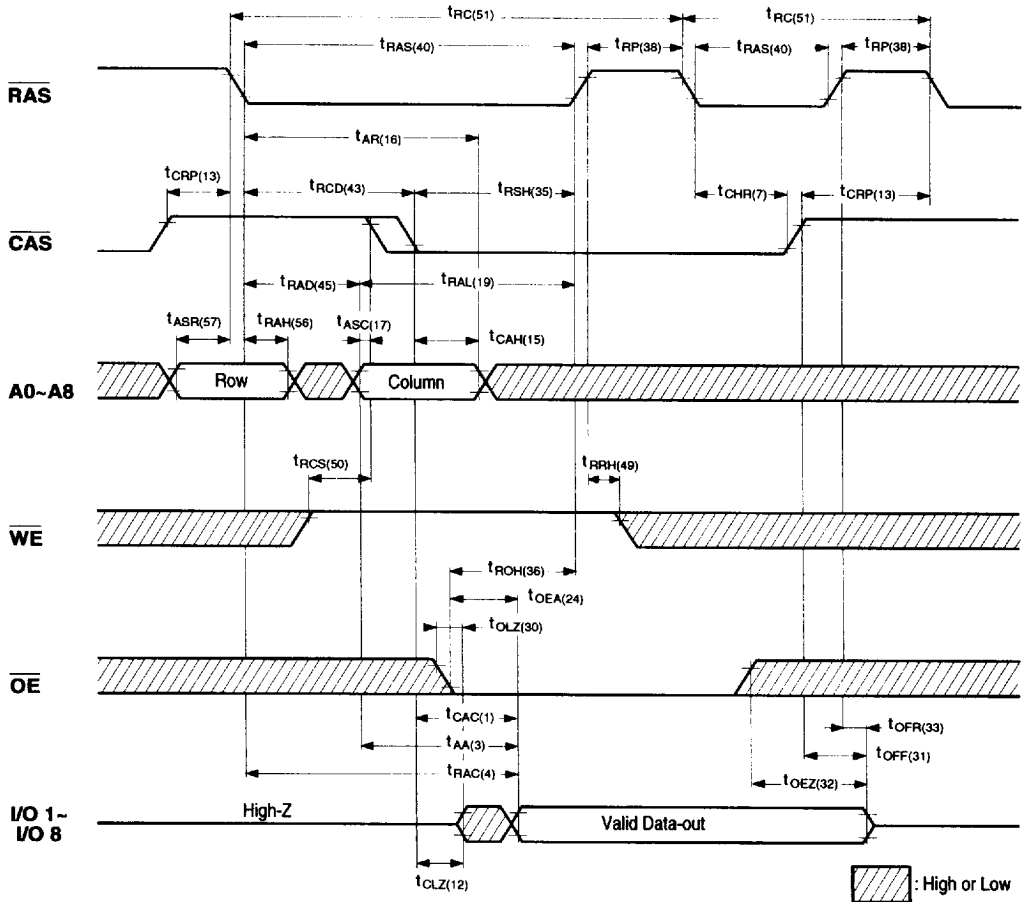 tRC(51) tRC(51)
tRAS(40) tRP(38) tRAS(40) tRP(38)
RAS
tAR(16)
tCRP(13) tRCD(43) tRSH(35) tCHR(7) tCRP(13)
CAS
tRAD(45) tRAL(19)
tASR(57) tRAH(56) tASC(17) tCAH(15)
A0~A8 Row Column
tRCS(50) tRRH(49)
WE
tROH(36)
tOEA(24)
tOLZ(30)
OE
tCAC(1) tOFR(33)
tAA(3) tOFF(31)
tRAC(4) tOEZ(32)
I/O 1~ High-Z
I/O 8 Valid Data-out
tCLZ(12)
: High or Low